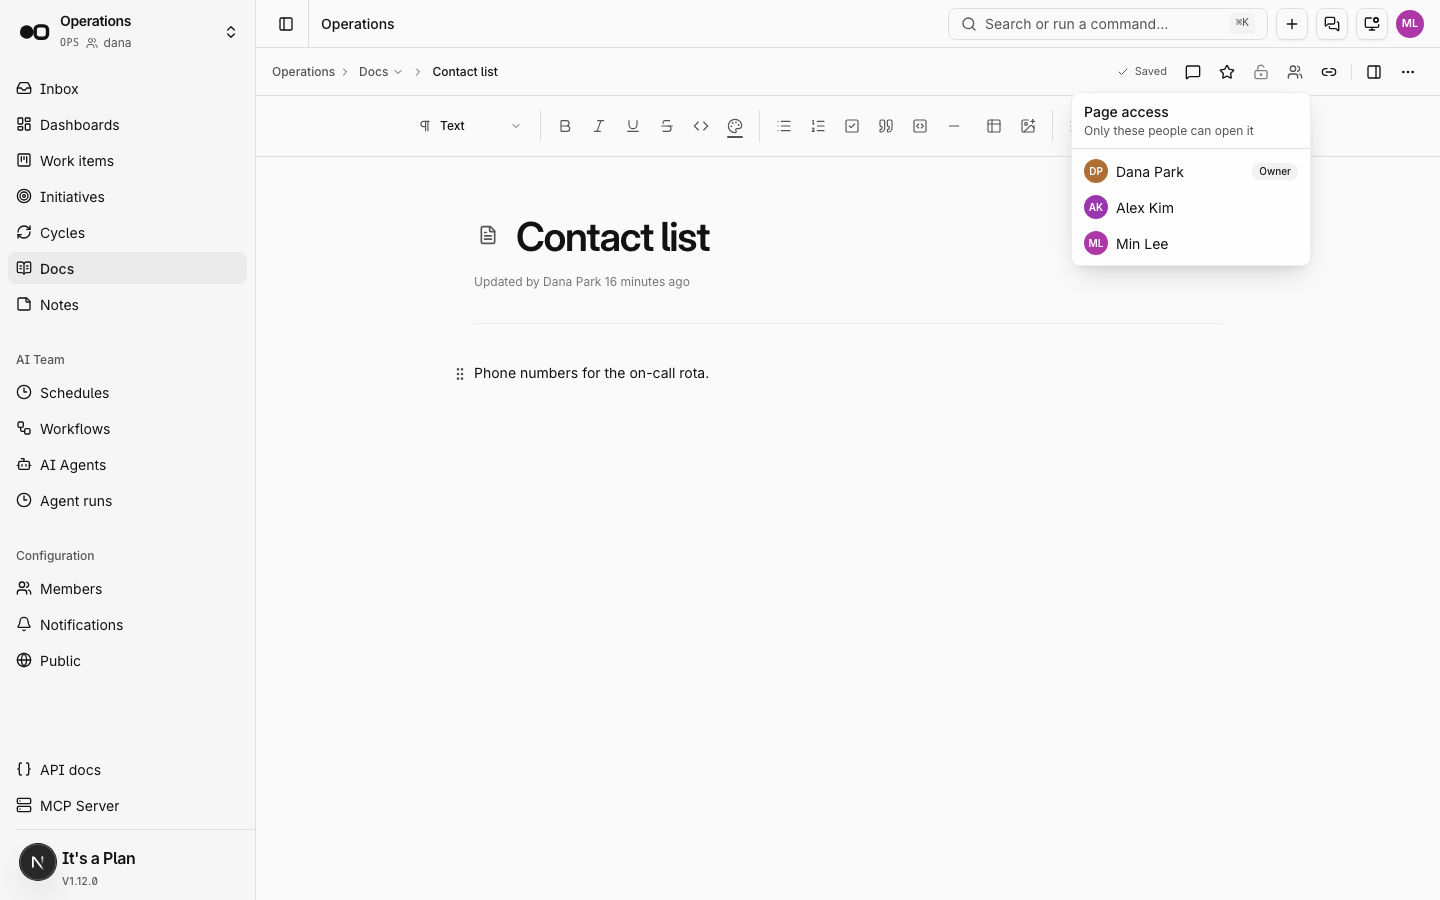 Operations
OPS dana
Inbox
Dashboards
Work items
Initiatives
Cycles
Docs
Notes
AI Team
Schedules
Workflows
AI Agents
Agent runs
Configuration
Members
Notifications
Public
API docs
MCP Server
N It's a Plan
V1.12.0
Operations
Search or run a command... ⌘K
ML
Operations
Docs
Contact list
Saved
Text
Page access
Only these people can open it
DP Dana Park Owner
AK Alex Kim
ML Min Lee
Contact list
Updated by Dana Park 16 minutes ago
Phone numbers for the on-call rota.